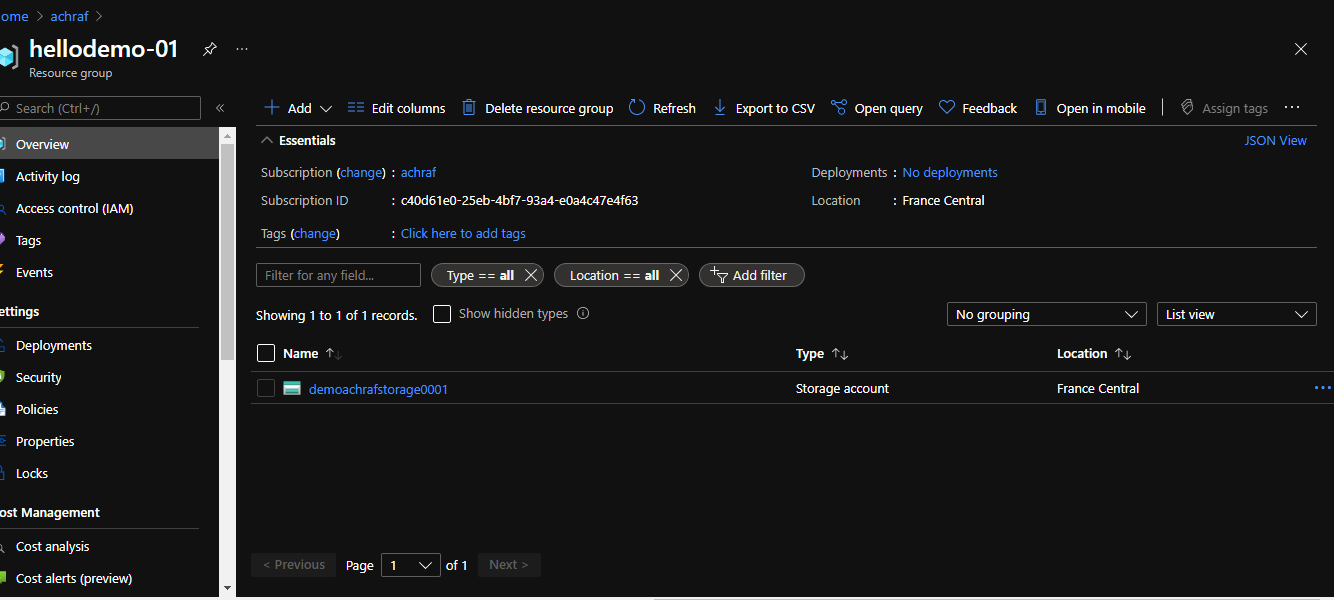 ome > achraf >
hellodemo-01
Resource group
Search (Ctrl+/)
«
Overview
Activity log
Access control (IAM)
Tags
Events
ettings
Deployments
Security
Policies
Properties
Locks
ost Management
Cost analysis
Cost alerts (preview)
Add Edit columns Delete resource group Refresh Export to CSV Open query Feedback Open in mobile Assign tags ...
Essentials JSON View
Subscription (change) : achraf Deployments : No deployments
Subscription ID : c40d61e0-25eb-4bf7-93a4-e0a4c47e4f63 Location : France Central
Tags (change) : Click here to add tags
Filter for any field... Type == all Location == all Add filter
Showing 1 to 1 of 1 records. Show hidden types No grouping List view
Name Type Location
demoachrafstorage0001 Storage account France Central
< Previous Page 1 of 1 Next >